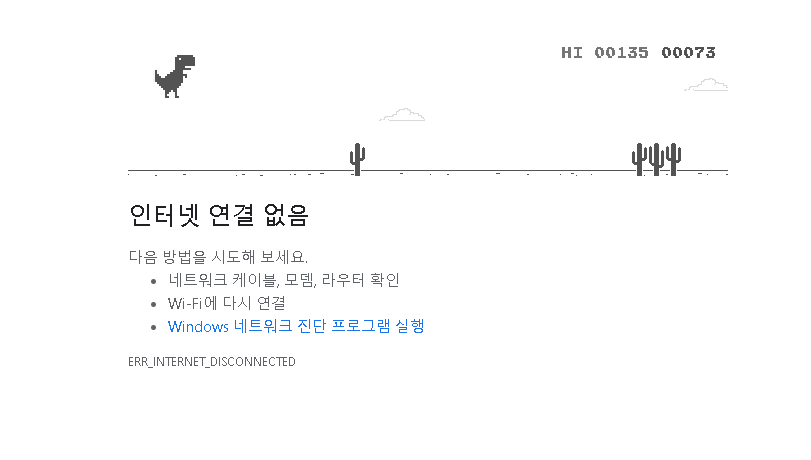 HI 00135 00073
인터넷 연결 없음
다음 방법을 시도해 보세요.
네트워크 케이블, 모뎀, 라우터 확인
Wi-Fi에 다시 연결
Windows 네트워크 진단 프로그램 실행
ERR_INTERNET_DISCONNECTED